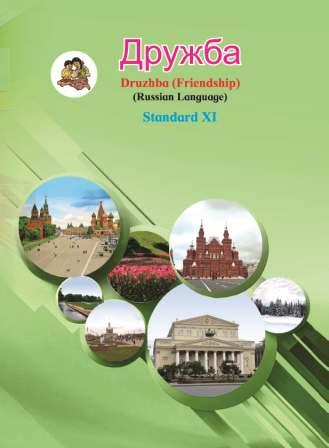 Дружба
Druzhba (Friendship)
(Russian Language)
Standard XI